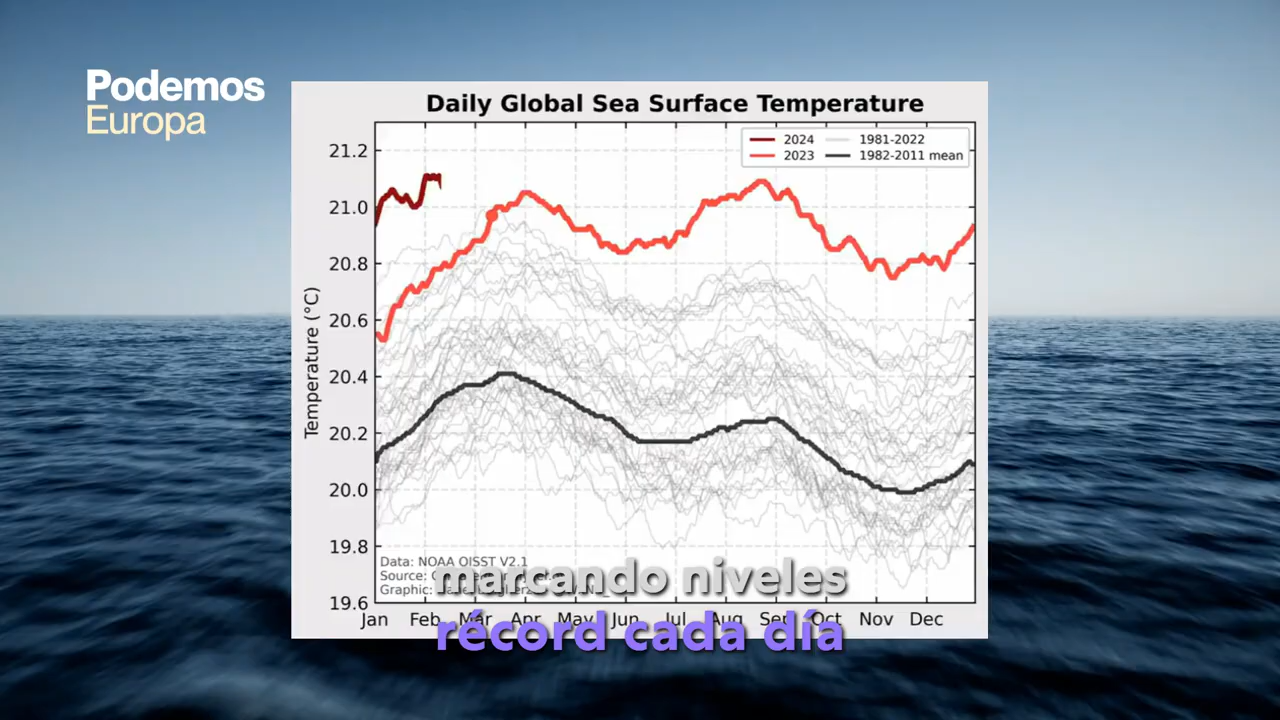 Podemos
Europa
Daily Global Sea Surface Temperature
2024
2023
1981-2022
1982-2011 mean
21.2
21.0
20.8
20.6
20.4
20.2
20.0
19.8
19.6
Temperature (°C)
Data: NOAA OISST V2.1
Source:
Graphic:
marcando niveles
Jan Feb Mar Apr May Jun Jul Aug Sep Oct Nov Dec
récord cada día